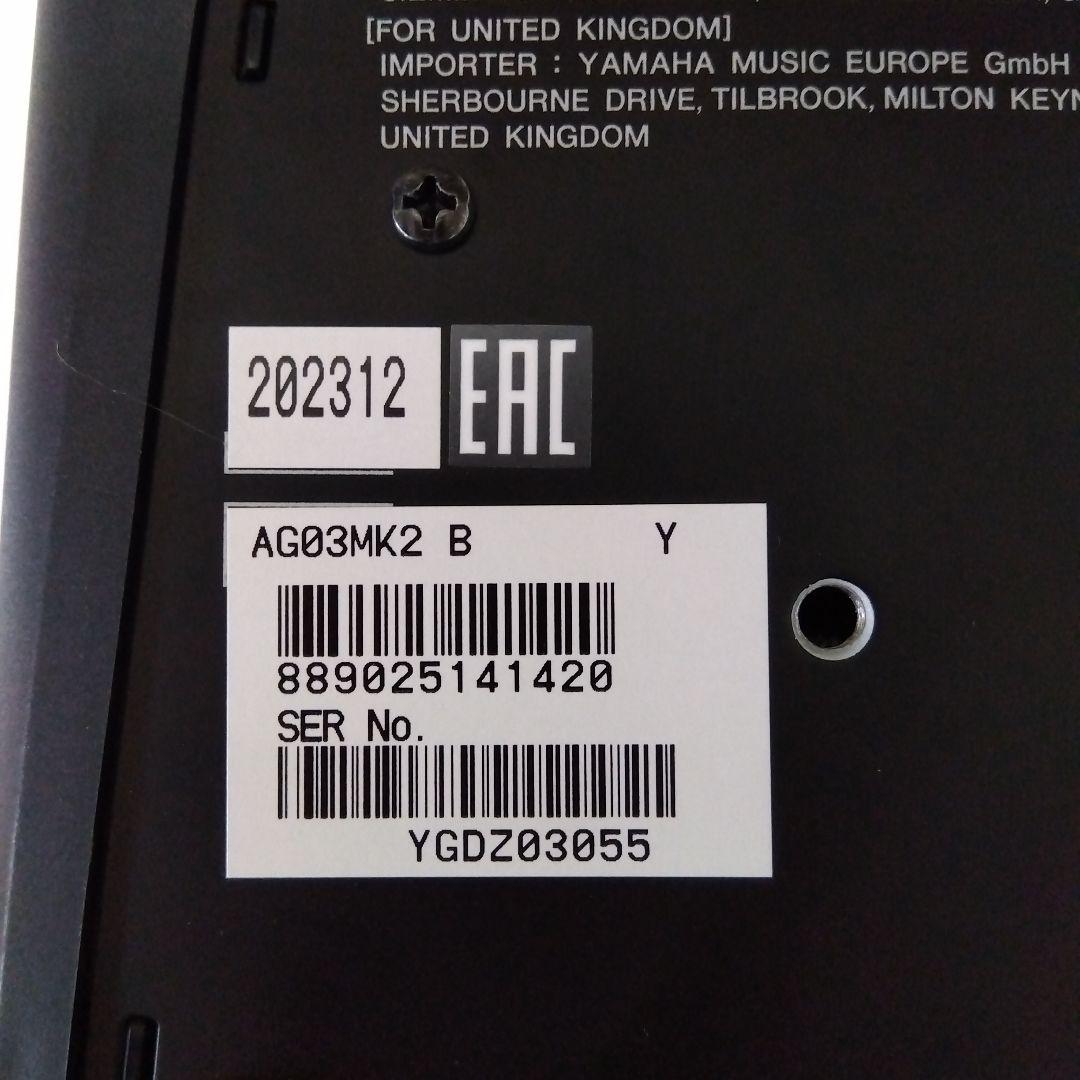 [FOR UNITED KINGDOM]
IMPORTER : YAMAHA MUSIC EUROPE GmbH
SHERBOURNE DRIVE, TILBROOK, MILTON
UNITED KINGDOM
202312
EAC
AG03MK2 B Y
889025141420
SER No.
YGDZ03055